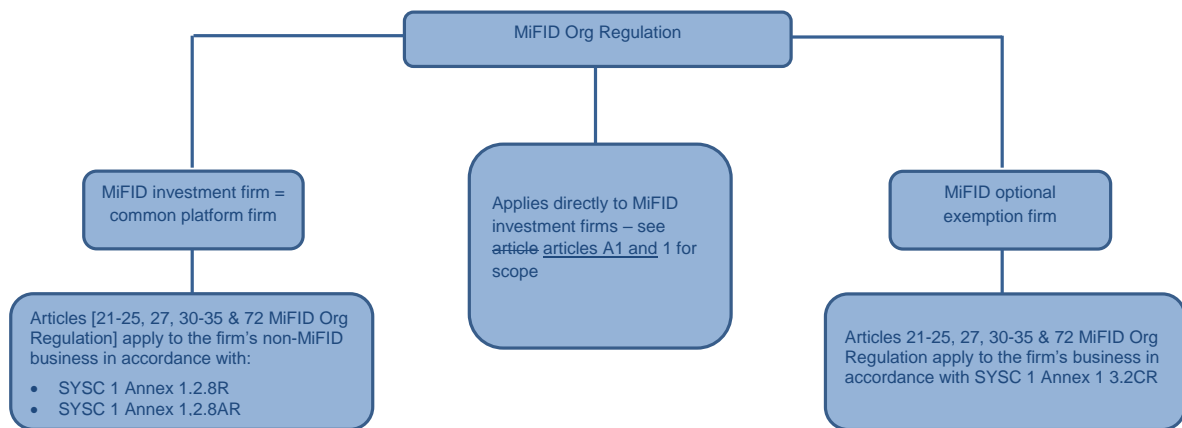 MiFID Org Regulation
MiFID investment firm =
common platform firm
Applies directly to MiFID
investment firms – see
article articles A1 and 1 for
scope
MiFID optional
exemption firm
Articles [21-25, 27, 30-35 & 72 MiFID Org
Regulation] apply to the firm's non-MiFID
business in accordance with:
• SYSC 1 Annex 1.2.8R
• SYSC 1 Annex 1.2.8AR
Articles 21-25, 27, 30-35 & 72 MiFID Org
Regulation apply to the firm's business in
accordance with SYSC 1 Annex 1 3.2CR